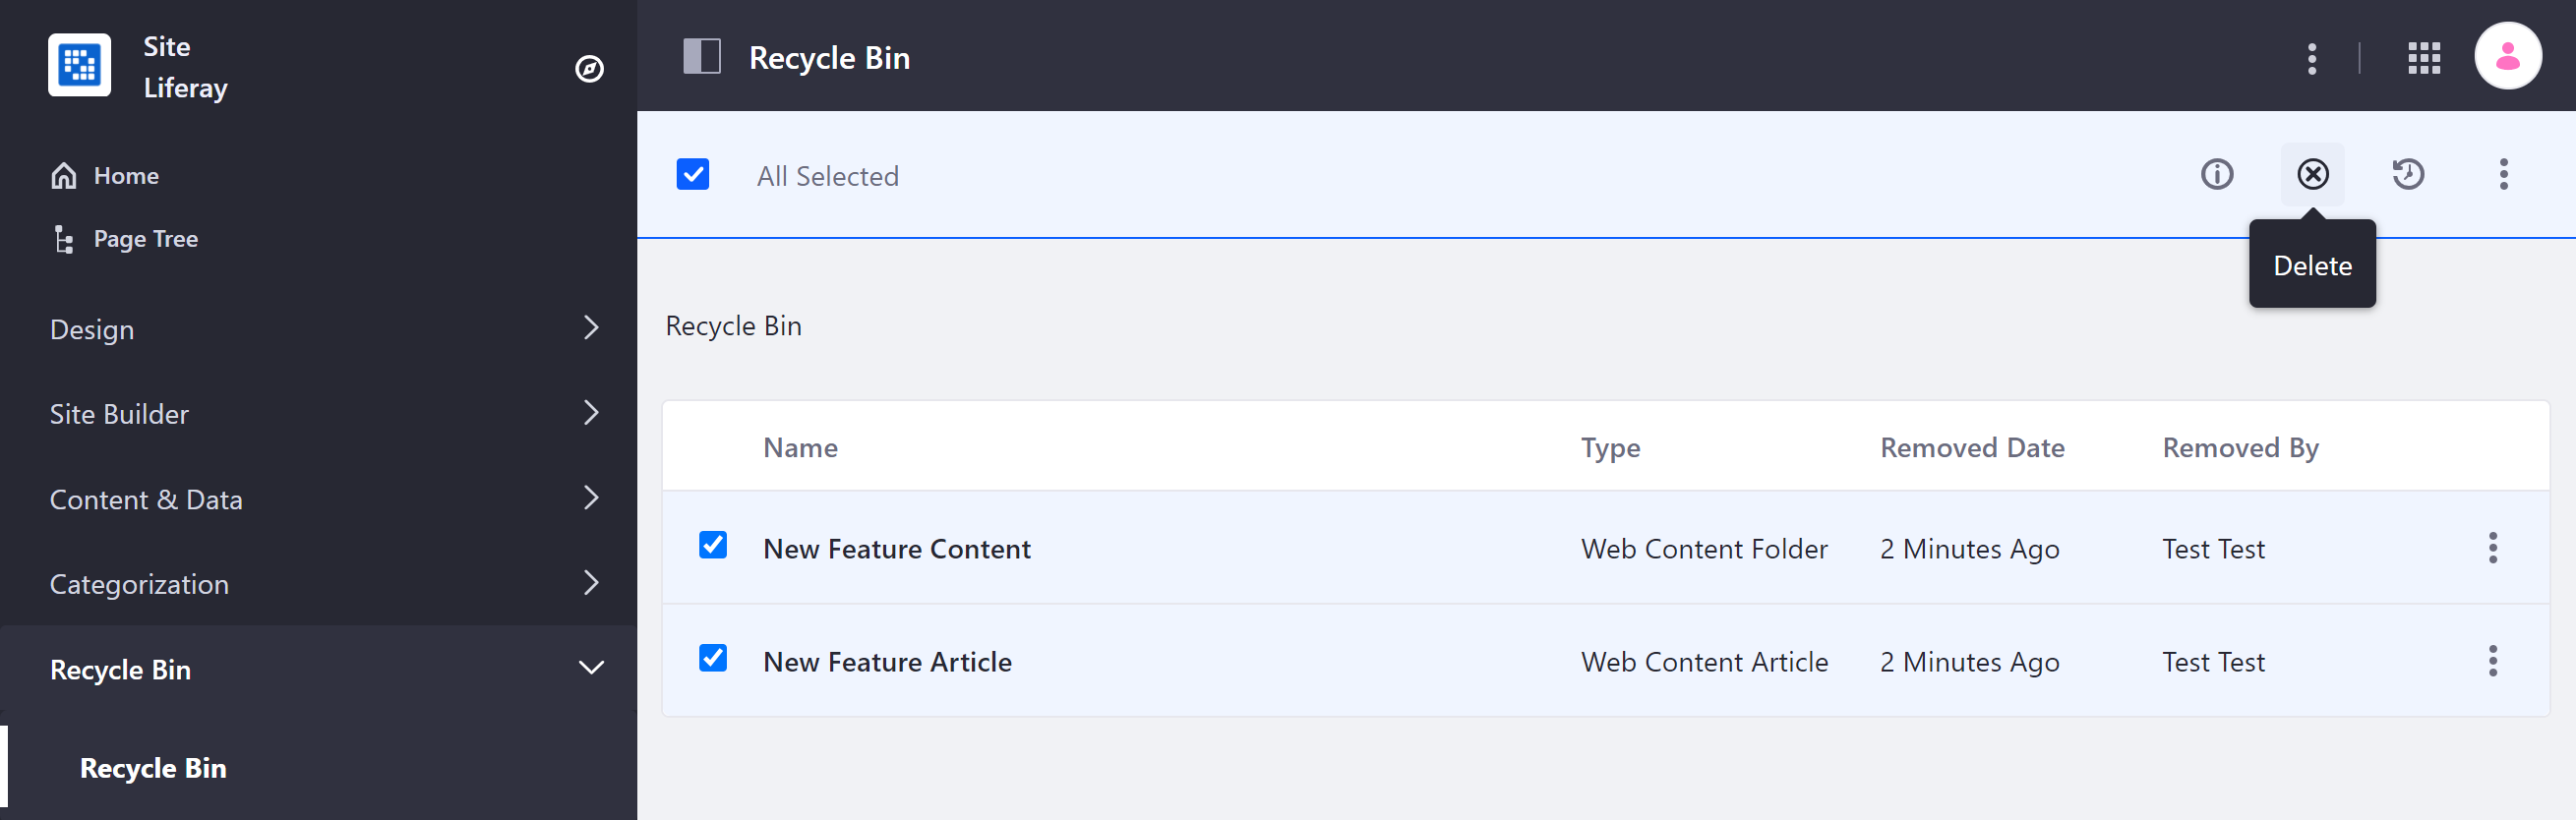 Site
Liferay
Home
Page Tree
Design
Site Builder
Content & Data
Categorization
Recycle Bin
Recycle Bin
Recycle Bin
All Selected
Delete
Recycle Bin
Name Type Removed Date Removed By
New Feature Content Web Content Folder 2 Minutes Ago Test Test
New Feature Article Web Content Article 2 Minutes Ago Test Test